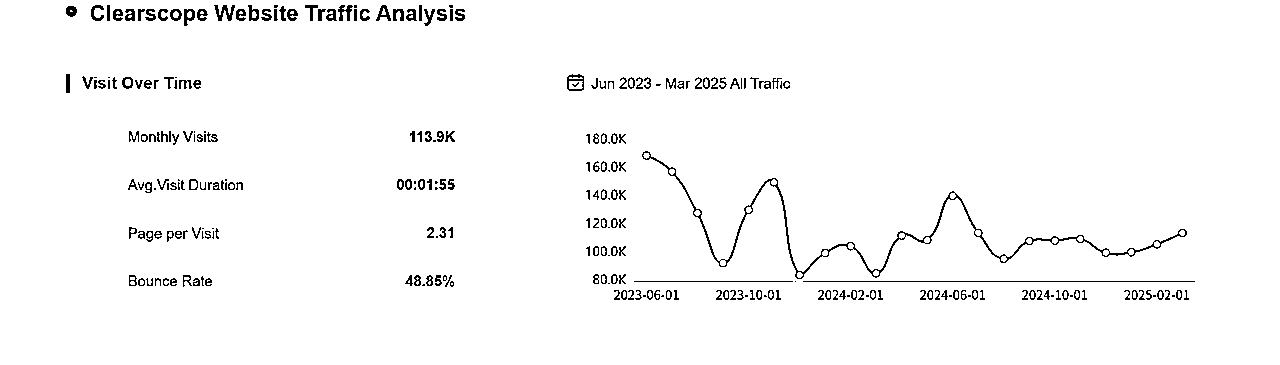 Clearscope Website Traffic Analysis
Visit Over Time
Monthly Visits 113.9K
Avg.Visit Duration 00:01:55
Page per Visit 2.31
Bounce Rate 48.85%
Jun 2023 - Mar 2025 All Traffic
180.0K
160.0K
140.0K
120.0K
100.0K
80.0K
2023-06-01 2023-10-01 2024-02-01 2024-06-01 2024-10-01 2025-02-01